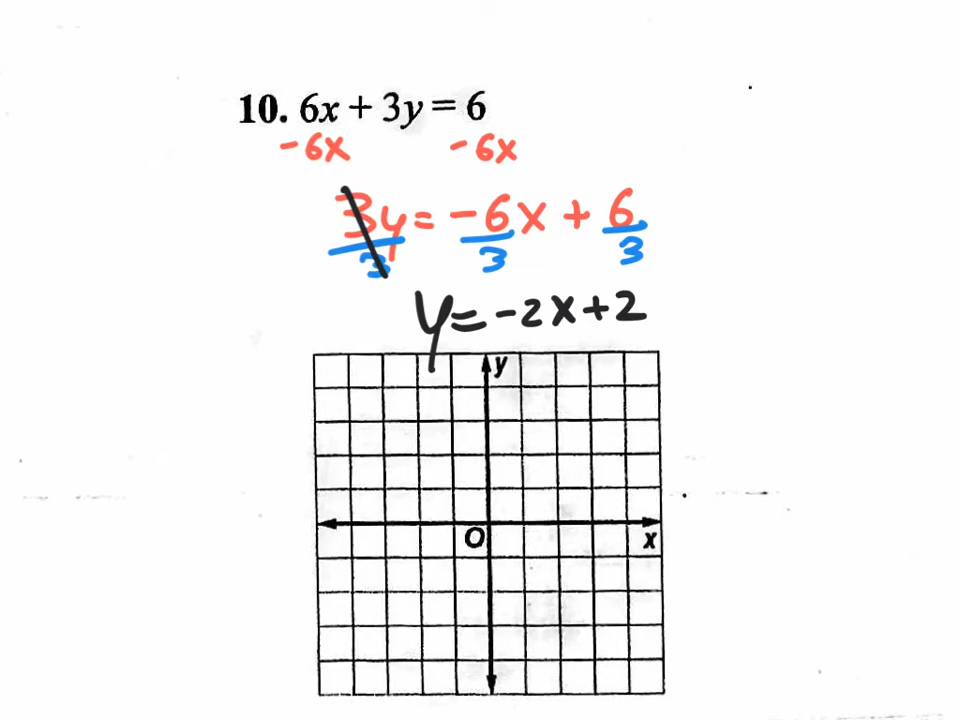 10. 6x + 3y = 6
-6x -6x
3y = -6x + 6
3 3 3
y = -2x + 2
y
O
x